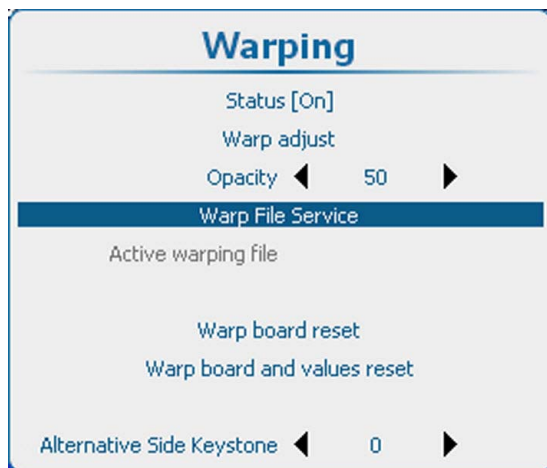 Warping
Status [On]
Warp adjust
Opacity 50
Warp File Service
Active warping file
Warp board reset
Warp board and values reset
Alternative Side Keystone 0